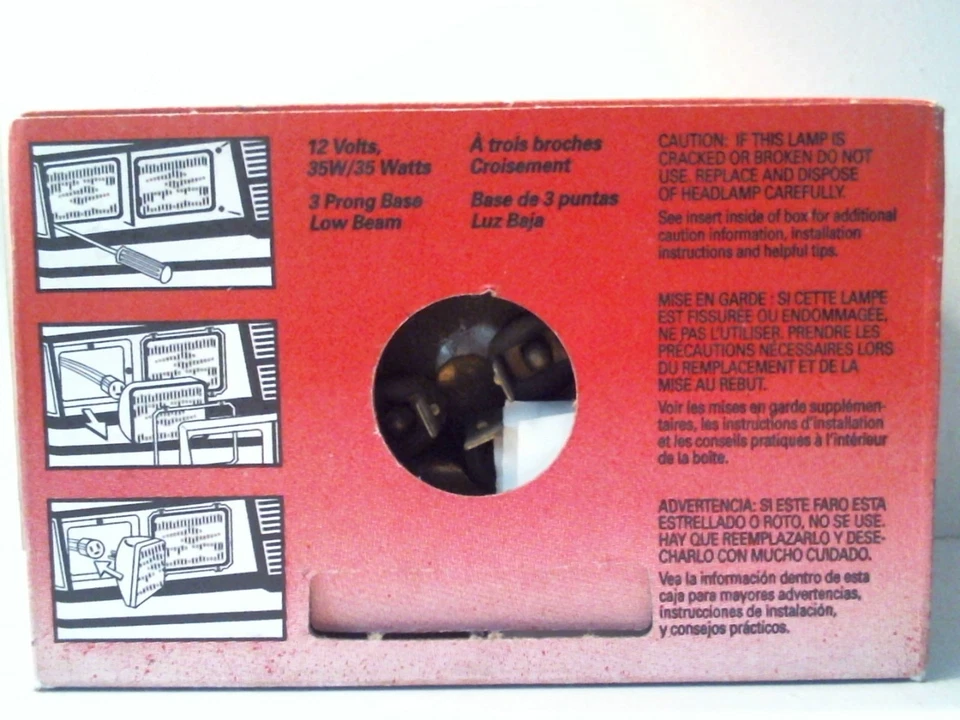 12 Volts,
35W/35 Watts
3 Prong Base
Low Beam
À trois broches
Croisement
Base de 3 puntas
Luz Baja
CAUTION: IF THIS LAMP IS
CRACKED OR BROKEN DO NOT
USE. REPLACE AND DISPOSE
OF HEADLAMP CAREFULLY.
See insert inside of box for additional
caution information, installation
instructions and helpful tips.
MISE EN GARDE : SI CETTE LAMPE
EST FISSURÉE OU ENDOMMAGÉE,
NE PAS L'UTILISER. PRENDRE LES
PRÉCAUTIONS NÉCESSAIRES LORS
DU REMPLACEMENT ET DE LA
MISE AU REBUT.
Voir les mises en garde supplémen-
taires, les instructions d'installation
et les conseils pratiques à l'intérieur
de la boîte.
ADVERTENCIA: SI ESTE FARO ESTA
ESTRELLADO O ROTO, NO SE USE.
HAY QUE REEMPLAZARLO Y DESE-
CHARLO CON MUCHO CUIDADO.
Vea la información dentro de esta
caja para mayores advertencias,
instrucciones de instalación,
y consejos prácticos.